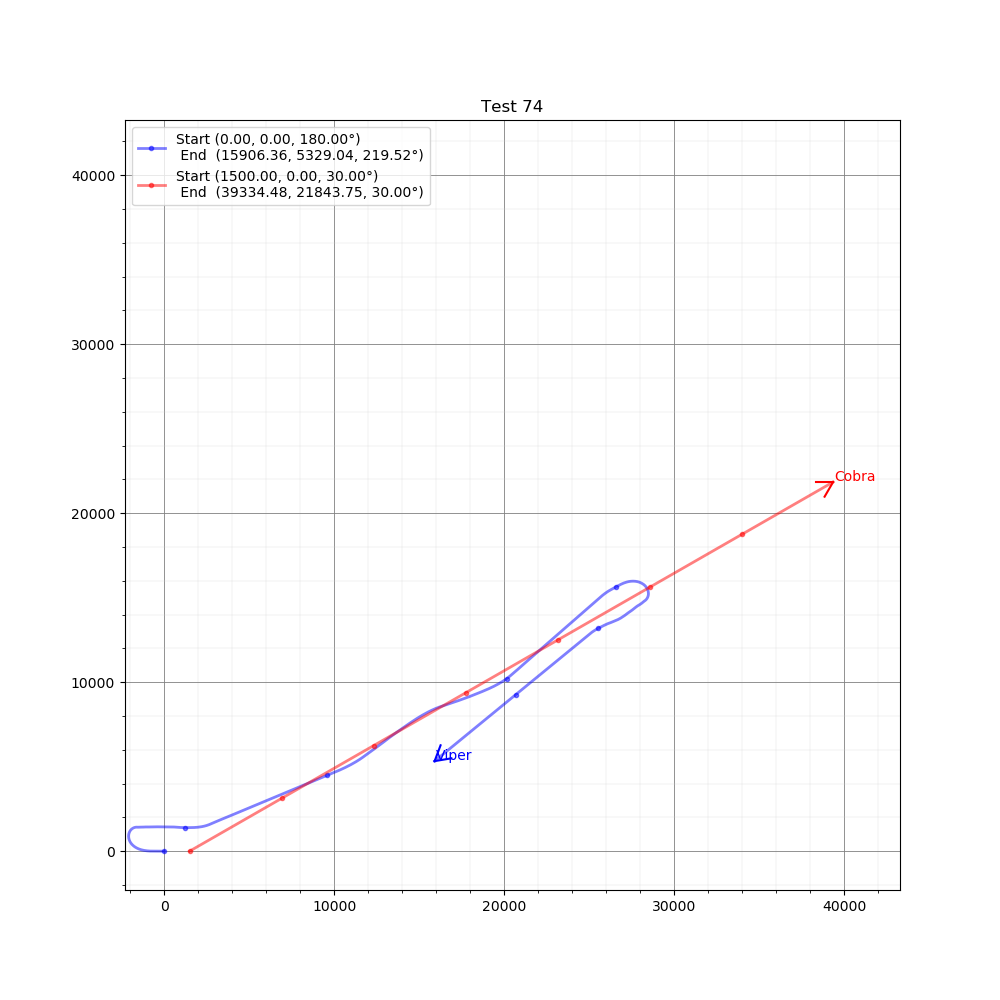 Test 74
Start (0.00, 0.00, 180.00°)
End  (15906.36, 5329.04, 219.52°)
Start (1500.00, 0.00, 30.00°)
End  (39334.48, 21843.75, 30.00°)
40000
30000
20000
10000
0
Cobra
Viper
0
10000
20000
30000
40000